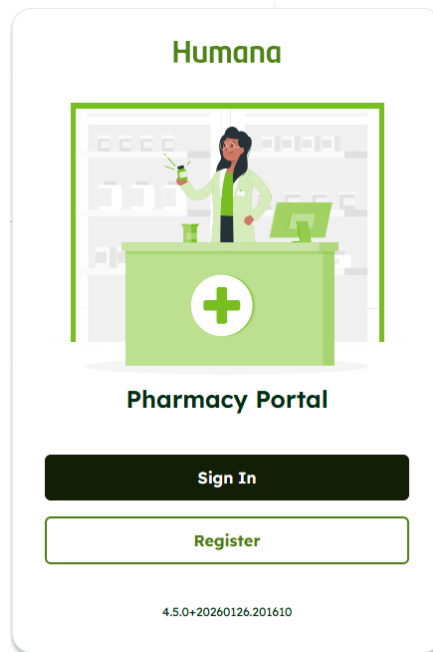 Humana
Pharmacy Portal
Sign In
Register
4.5.0+20260126.201610